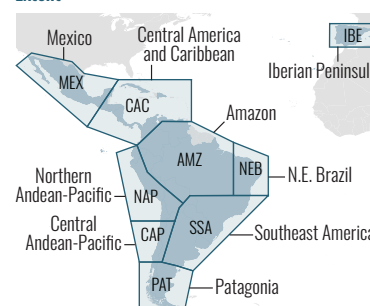 Mexico
Central America
and Caribbean
IBE
Iberian Peninsul
MEX
CAC
Amazon
AMZ
NEB
N.E. Brazil
Northern
Andean-Pacific
NAP
Central
Andean-Pacific
CAP
SSA
Southeast America
PAT
Patagonia